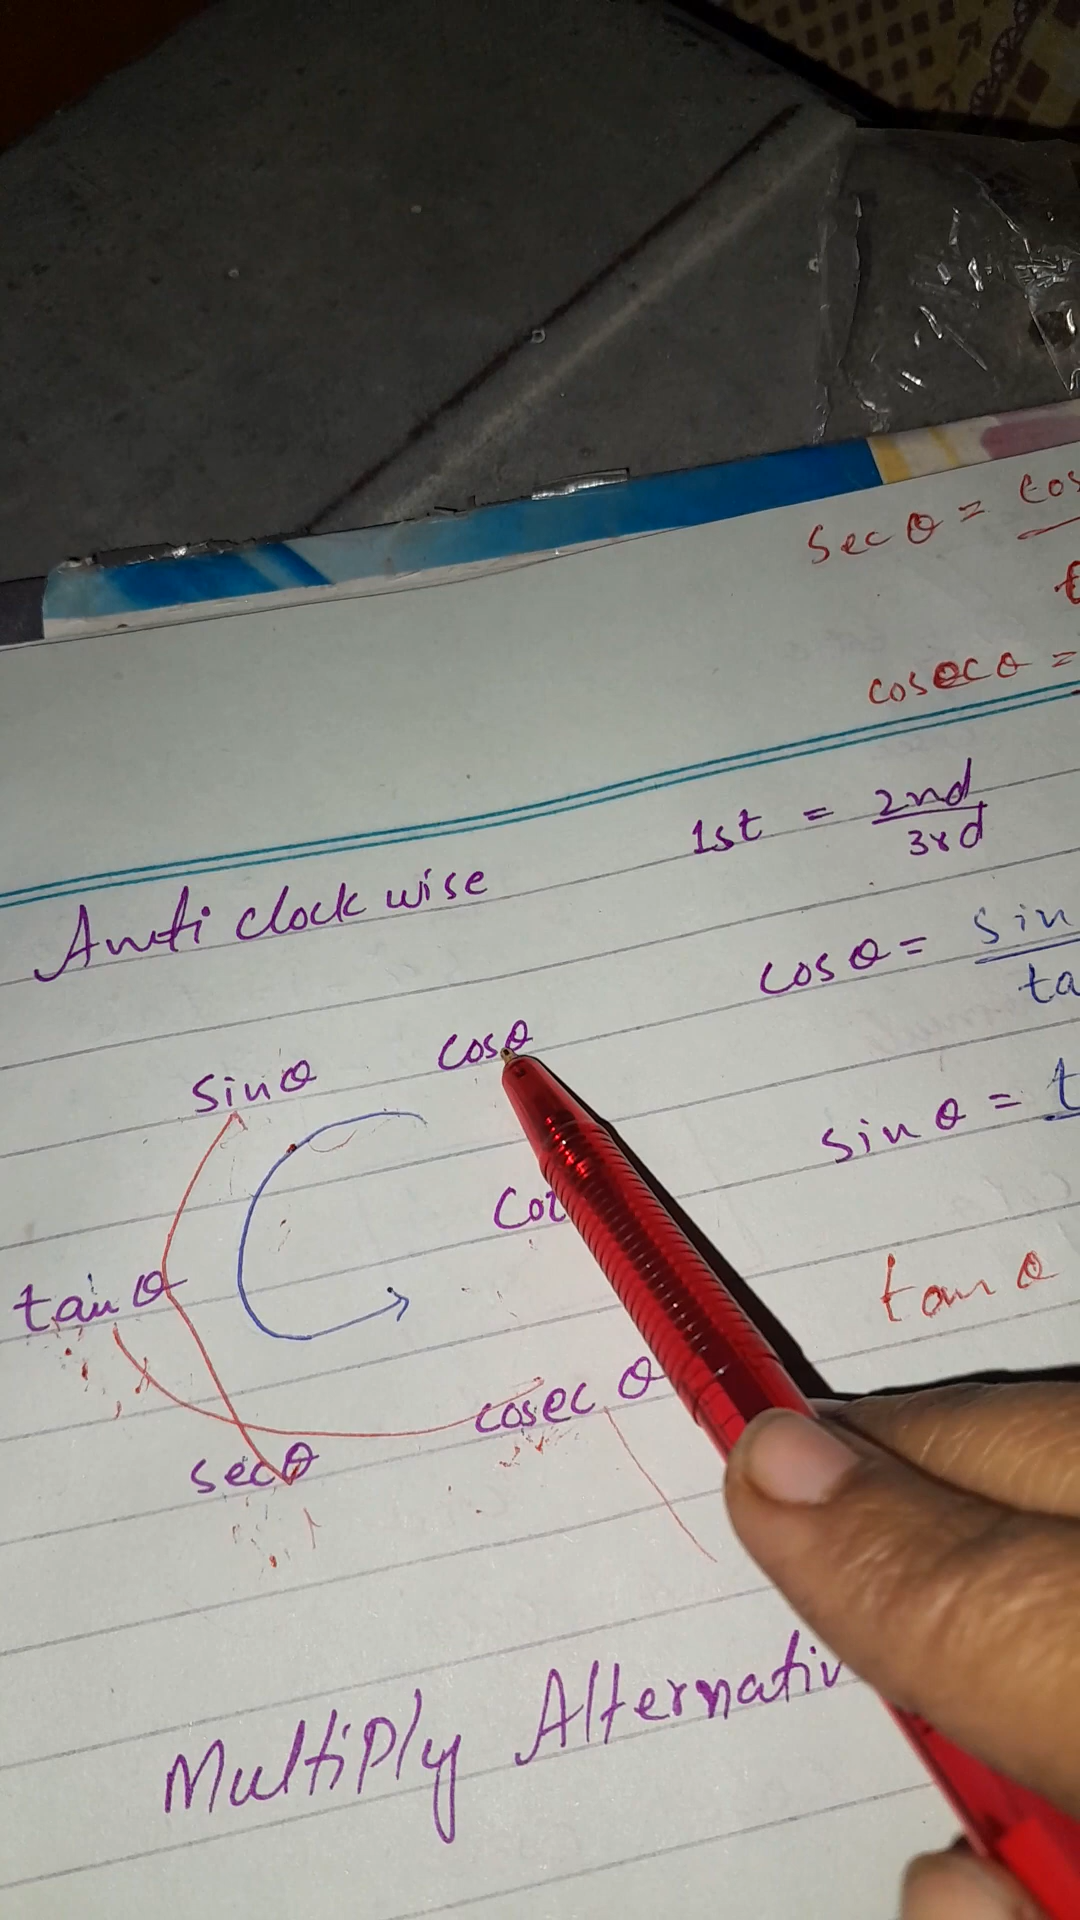 sec θ = cos
cosec θ =
1st = 2nd
3rd
Anti clock wise
cos θ = sin
ta
cos θ
sin θ
sin θ = t
cot
tan θ
tan θ
cosec θ
sec θ
Multiply Alternativ